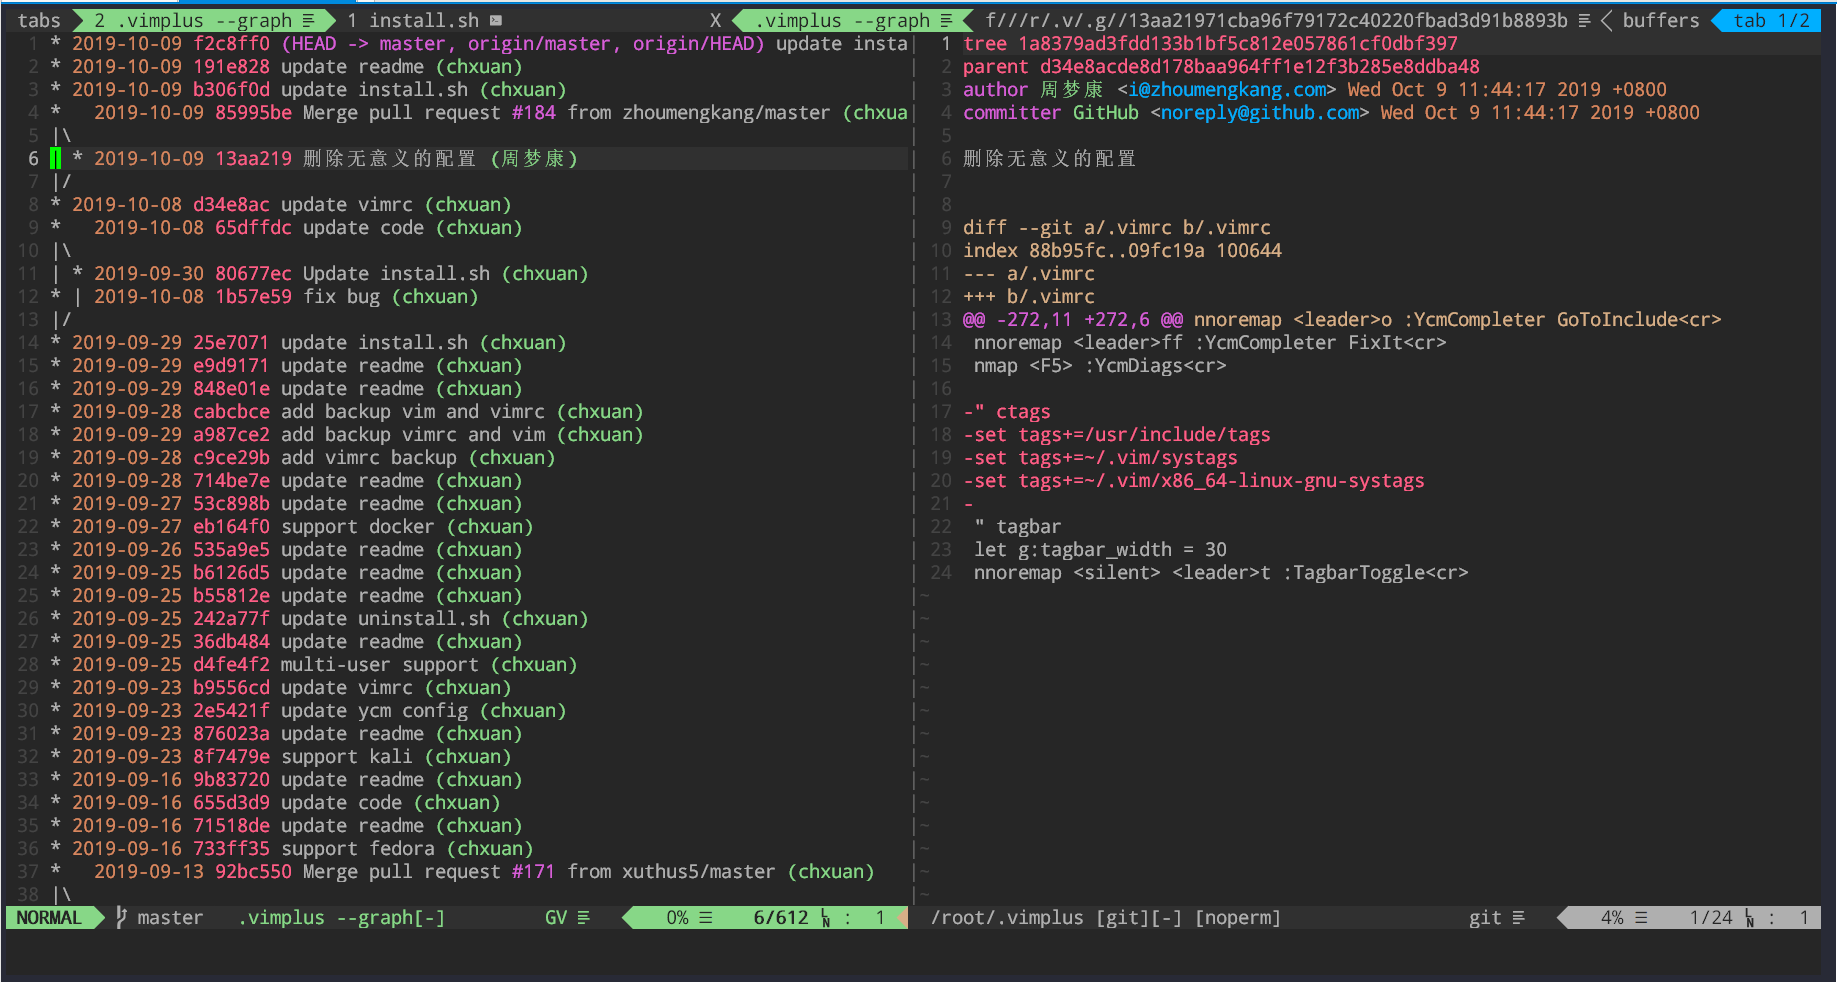 tabs 2 .vimplus --graph 1 install.sh X .vimplus --graph f///r/.v/.g//13aa21971cba96f79172c40220fbad3d91b8893b buffers tab 1/2
1 * 2019-10-09 f2c8ff0 (HEAD -> master, origin/master, origin/HEAD) update insta
2 * 2019-10-09 191e828 update readme (chxuan)
3 * 2019-10-09 b306f0d update install.sh (chxuan)
4 *   2019-10-09 85995be Merge pull request #184 from zhoumengkang/master (chxua
5 |\
6 | * 2019-10-09 13aa219 删除无意义的配置 (周梦康)
7 |/
8 * 2019-10-08 d34e8ac update vimrc (chxuan)
9 *   2019-10-08 65dffdc update code (chxuan)
10 |\
11 | * 2019-09-30 80677ec Update install.sh (chxuan)
12 * | 2019-10-08 1b57e59 fix bug (chxuan)
13 |/
14 * 2019-09-29 25e7071 update install.sh (chxuan)
15 * 2019-09-29 e9d9171 update readme (chxuan)
16 * 2019-09-29 848e01e update readme (chxuan)
17 * 2019-09-28 cabcbce add backup vim and vimrc (chxuan)
18 * 2019-09-29 a987ce2 add backup vimrc and vim (chxuan)
19 * 2019-09-28 c9ce29b add vimrc backup (chxuan)
20 * 2019-09-28 714be7e update readme (chxuan)
21 * 2019-09-27 53c898b update readme (chxuan)
22 * 2019-09-27 eb164f0 support docker (chxuan)
23 * 2019-09-26 535a9e5 update readme (chxuan)
24 * 2019-09-25 b6126d5 update readme (chxuan)
25 * 2019-09-25 b55812e update readme (chxuan)
26 * 2019-09-25 242a77f update uninstall.sh (chxuan)
27 * 2019-09-25 36db484 update readme (chxuan)
28 * 2019-09-25 d4fe4f2 multi-user support (chxuan)
29 * 2019-09-23 b9556cd update vimrc (chxuan)
30 * 2019-09-23 2e5421f update ycm config (chxuan)
31 * 2019-09-23 876023a update readme (chxuan)
32 * 2019-09-23 8f7479e support kali (chxuan)
33 * 2019-09-16 9b83720 update readme (chxuan)
34 * 2019-09-16 655d3d9 update code (chxuan)
35 * 2019-09-16 71518de update readme (chxuan)
36 * 2019-09-16 733ff35 support fedora (chxuan)
37 *   2019-09-13 92bc550 Merge pull request #171 from xuthus5/master (chxuan)
38 |\
1 tree 1a8379ad3fdd133b1bf5c812e057861cf0dbf397
2 parent d34e8acde8d178baa964ff1e12f3b285e8ddba48
3 author 周梦康 <i@zhoumengkang.com> Wed Oct 9 11:44:17 2019 +0800
4 committer GitHub <noreply@github.com> Wed Oct 9 11:44:17 2019 +0800
5
6 删除无意义的配置
7
8
9 diff --git a/.vimrc b/.vimrc
10 index 88b95fc..09fc19a 100644
11 --- a/.vimrc
12 +++ b/.vimrc
13 @@ -272,11 +272,6 @@ nnoremap <leader>o :YcmCompleter GoToInclude<cr>
14  nnoremap <leader>ff :YcmCompleter FixIt<cr>
15  nmap <F5> :YcmDiags<cr>
16
17 -" ctags
18 -set tags+=/usr/include/tags
19 -set tags+=~/.vim/systags
20 -set tags+=~/.vim/x86_64-linux-gnu-systags
21 -
22  " tagbar
23  let g:tagbar_width = 30
24  nnoremap <silent> <leader>t :TagbarToggle<cr>
~
~
~
~
~
~
~
~
~
~
~
~
~
~
NORMAL master .vimplus --graph[-] GV 0% 6/612 LN : 1 /root/.vimplus [git][-] [noperm] git 4% 1/24 LN : 1